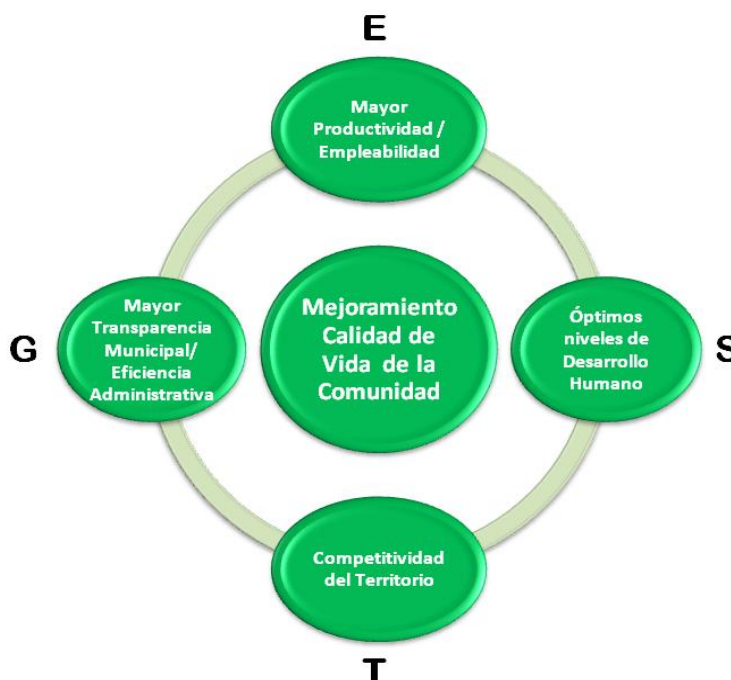 E
Mayor
Productividad /
Empleabilidad
G
Mayor
Transparencia
Municipal/
Eficiencia
Administrativa
Mejoramiento
Calidad de
Vida de la
Comunidad
Óptimos
niveles de
Desarrollo
Humano
S
Competitividad
del Territorio
T